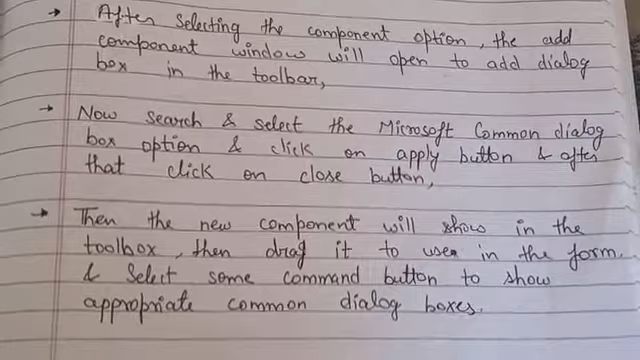 → After selecting the component option, the add
component window will open to add dialog
box in the toolbar,
→ Now search & select the Microsoft Common dialog
box option & click on apply button & after
that click on close button,
→ Then the new component will show in the
toolbox, then drag it to use in the form.
& Select some command button to show
appropriate common dialog boxes.